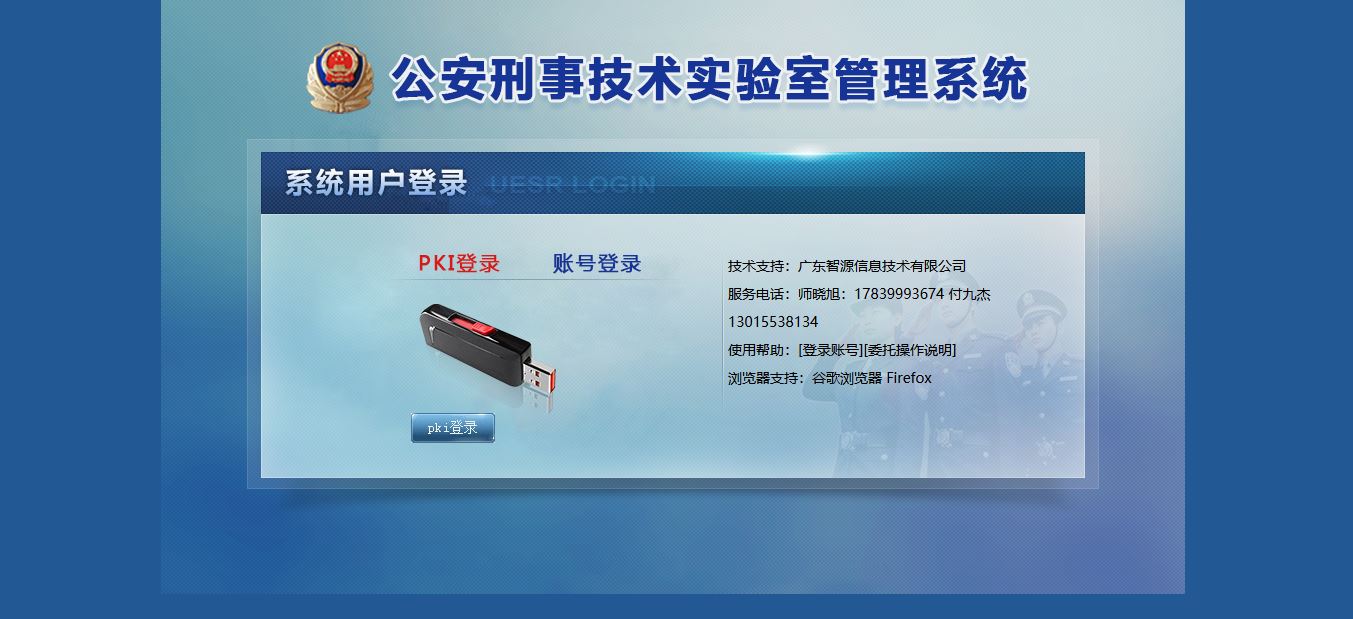 公安刑事技术实验室管理系统
系统用户登录 UESR LOGIN
PKI登录 账号登录
技术支持：广东智源信息技术有限公司
服务电话：师晓旭：17839993674 付九杰
13015538134
使用帮助：[登录账号][委托操作说明]
浏览器支持：谷歌浏览器 Firefox
pki登录